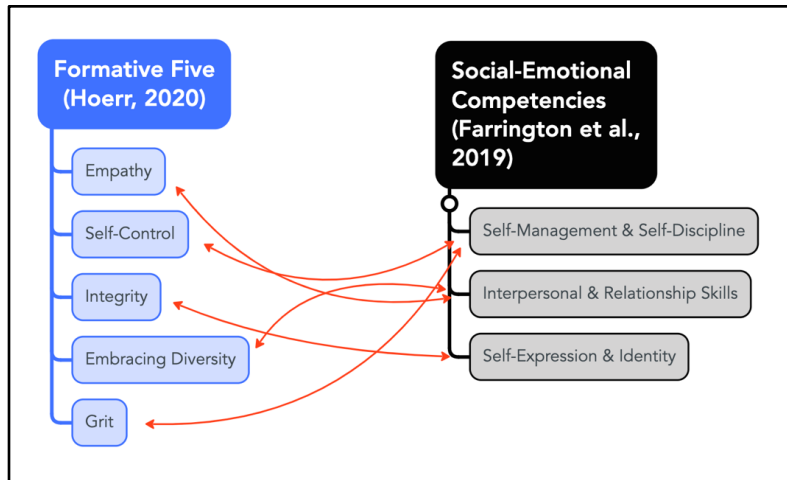 Formative Five
(Hoerr, 2020)
Empathy
Self-Control
Integrity
Embracing Diversity
Grit
Social-Emotional
Competencies
(Farrington et al.,
2019)
Self-Management & Self-Discipline
Interpersonal & Relationship Skills
Self-Expression & Identity